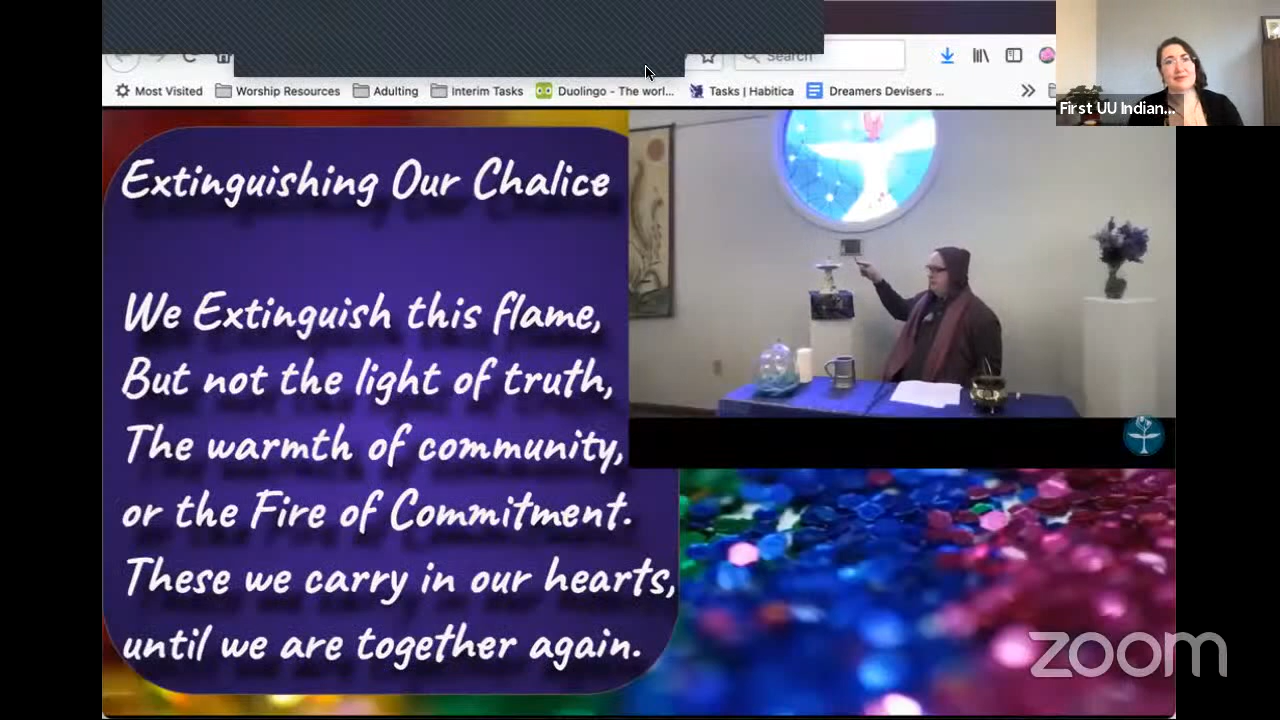 Search
Most Visited
Worship Resources
Adulting
Interim Tasks
Duolingo - The worl...
Tasks | Habitica
Dreamers Devisers ...
First UU Indian...
Extinguishing Our Chalice
We Extinguish this flame,
But not the light of truth,
The warmth of community,
or the Fire of Commitment.
These we carry in our hearts,
until we are together again.
zoom